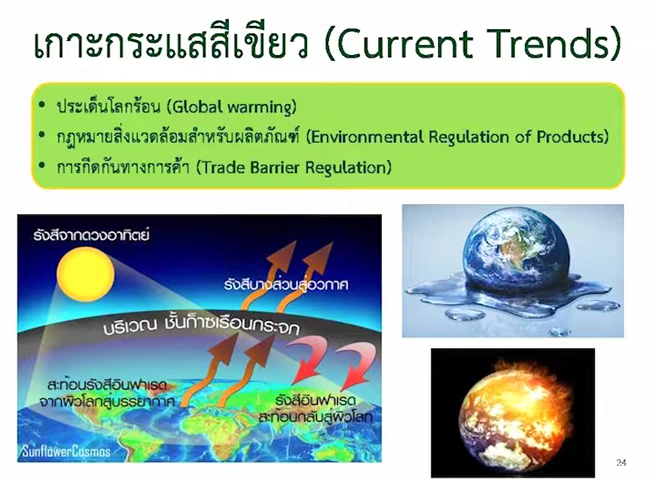 เกาะกระแสสีเขียว (Current Trends)
• ประเด็นโลกร้อน (Global warming)
• กฎหมายสิ่งแวดล้อมสำหรับผลิตภัณฑ์ (Environmental Regulation of Products)
• การกีดกันทางการค้า (Trade Barrier Regulation)
รังสีจากดวงอาทิตย์
รังสีบางส่วนสู่อวกาศ
บริเวณ ชั้นก๊าซเรือนกระจก
สะท้อนรังสีอินฟาเรด
จากผิวโลกสู่บรรยากาศ
รังสีอินฟาเรด
สะท้อนกลับสู่ผิวโลก
SunflowerCosmos
24